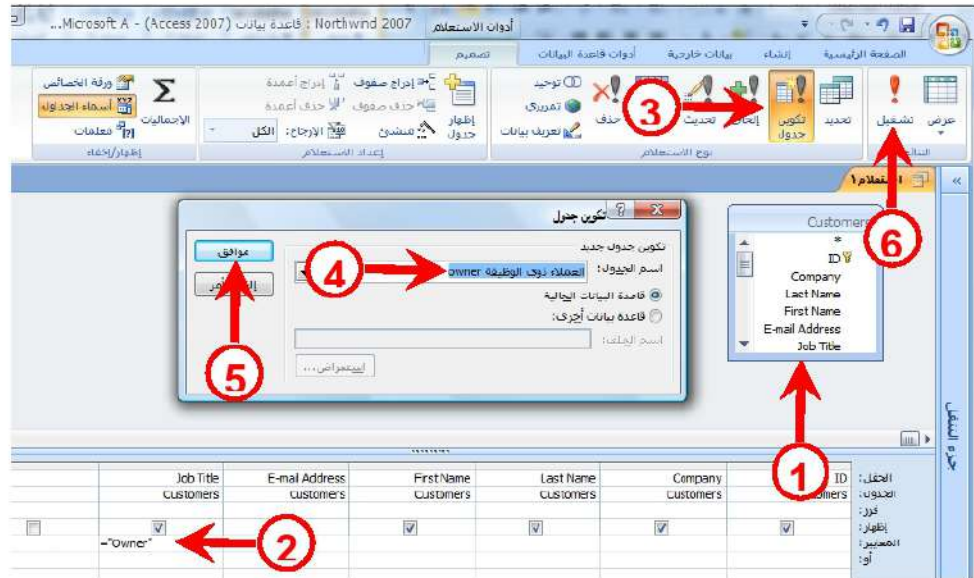 أدوات الاستعلام
Northwind 2007 : قاعدة بيانات (Access 2007) - Microsoft A...
الصفحة الرئيسية
إنشاء
بيانات خارجية
أدوات قاعدة البيانات
تصميم
عرض
تشغيل
تحديد
تكوين جدول
تحديث
حذف
توحيد
تمريري
تعريف بيانات
إظهار جدول
إدراج صفوف
حذف صفوف
منشئ
إدراج أعمدة
حذف أعمدة
الإرجاع: الكل
الإجماليات
ورقة الخصائص
أسماء الجداول
معلمات
نوع الاستعلام
إعداد الاستعلام
إظهار/إخفاء
3
6
Customers
*
ID
Company
Last Name
First Name
E-mail Address
Job Title
تكوين جدول
تكوين جدول جديد
اسم الجدول:
العملاء ذوى الوظيفة owner
قاعدة البيانات الحالية
قاعدة بيانات أخرى:
اسم الملف:
استعراض...
موافق
4
5
1
2
جزء التنقل
الحقل: ID Company Last Name First Name E-mail Address Job Title
الجدول: Customers Customers Customers Customers Customers
فرز:
إظهار:
المعايير: ="Owner"
أو: